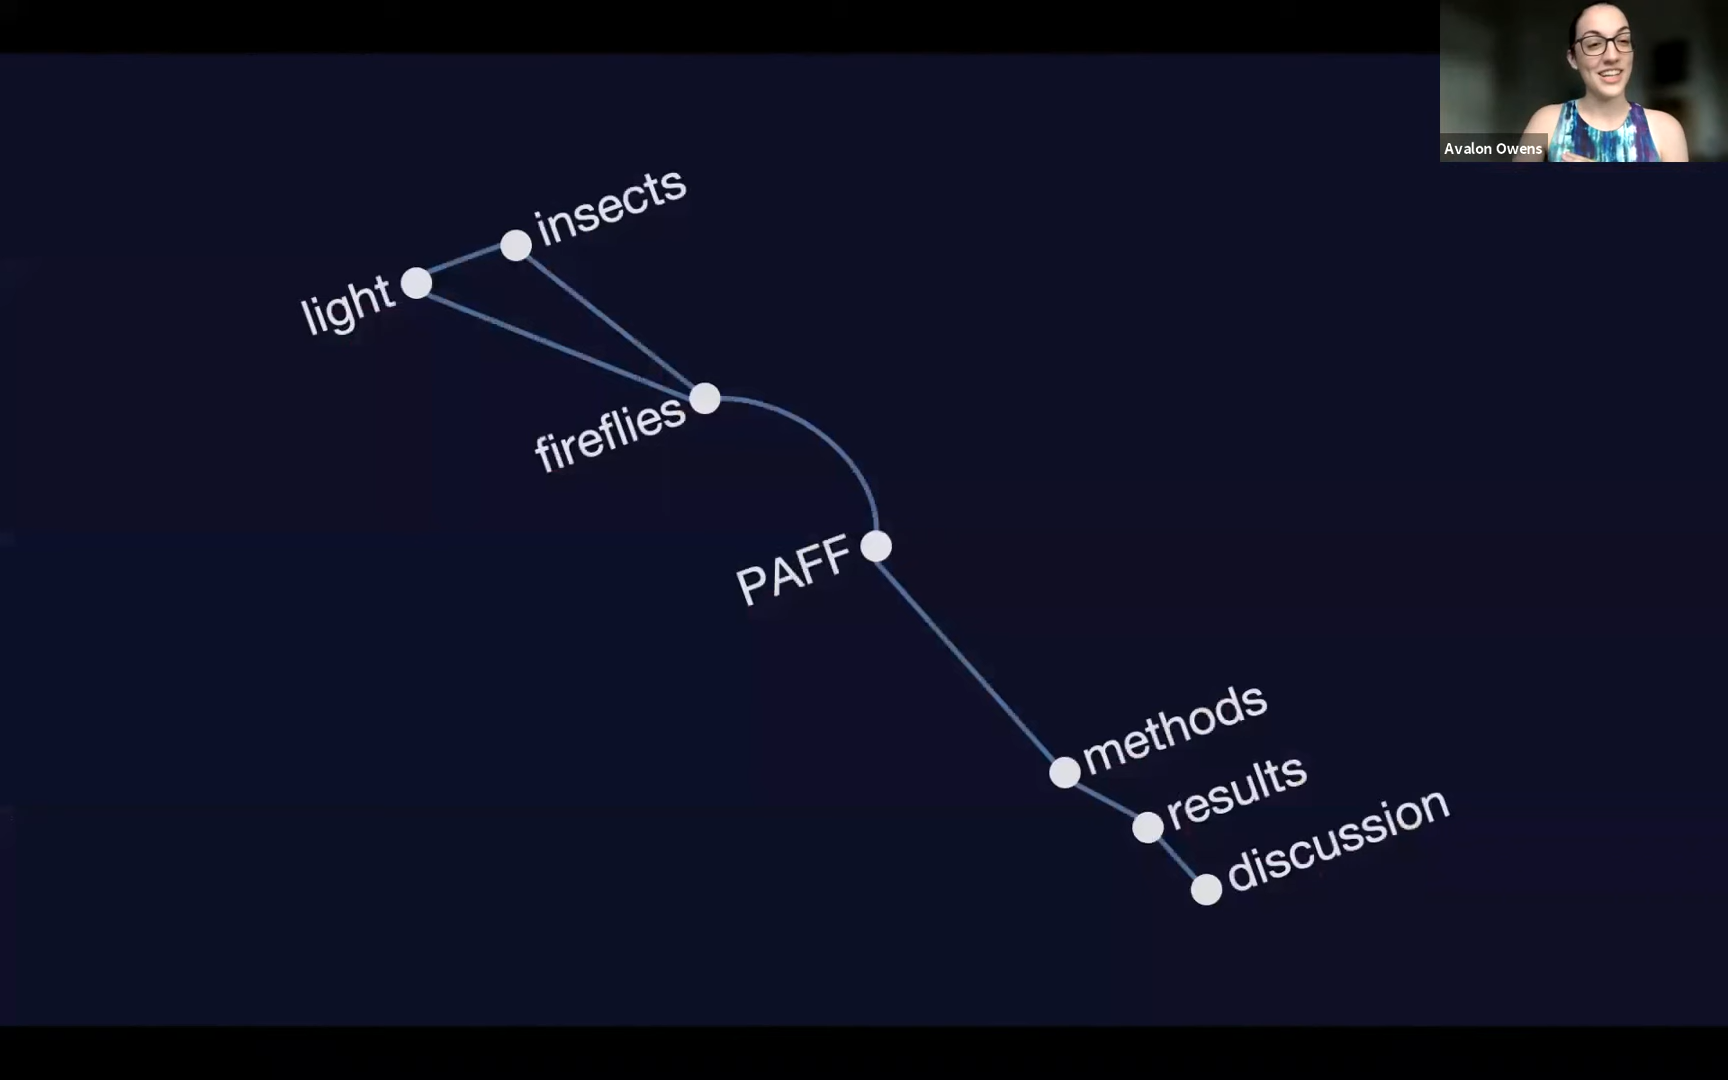 Avalon Owens
insects
light
fireflies
PAFF
methods
results
discussion